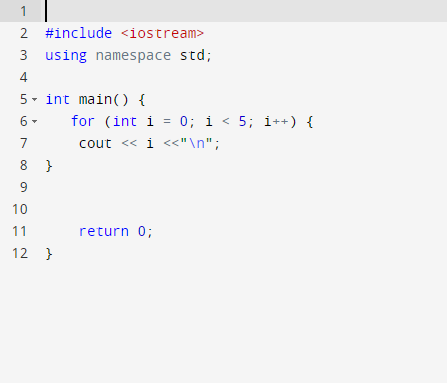 1
2 #include <iostream>
3 using namespace std;
4
5 int main() {
6 for (int i = 0; i < 5; i++) {
7 cout << i <<"\n";
8 }
9
10
11 return 0;
12 }